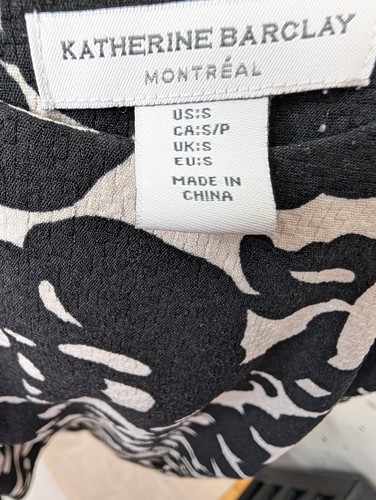 KATHERINE BARCLAY
MONTRÉAL
US:S
CA:S/P
UK:S
EU:S
MADE IN
CHINA